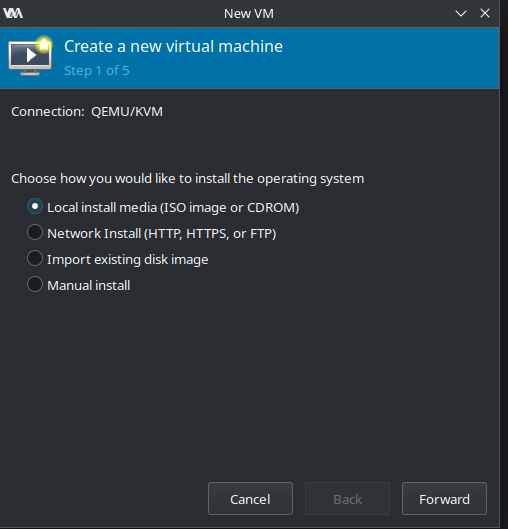 New VM
Create a new virtual machine
Step 1 of 5
Connection: QEMU/KVM
Choose how you would like to install the operating system
Local install media (ISO image or CDROM)
Network Install (HTTP, HTTPS, or FTP)
Import existing disk image
Manual install
Cancel Back Forward